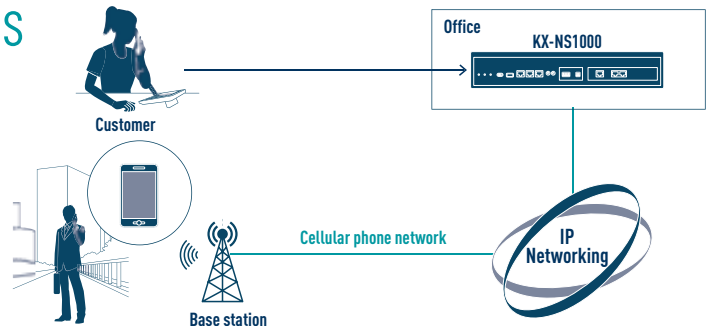 S
Office
KX-NS1000
Customer
Cellular phone network
IP
Networking
Base station